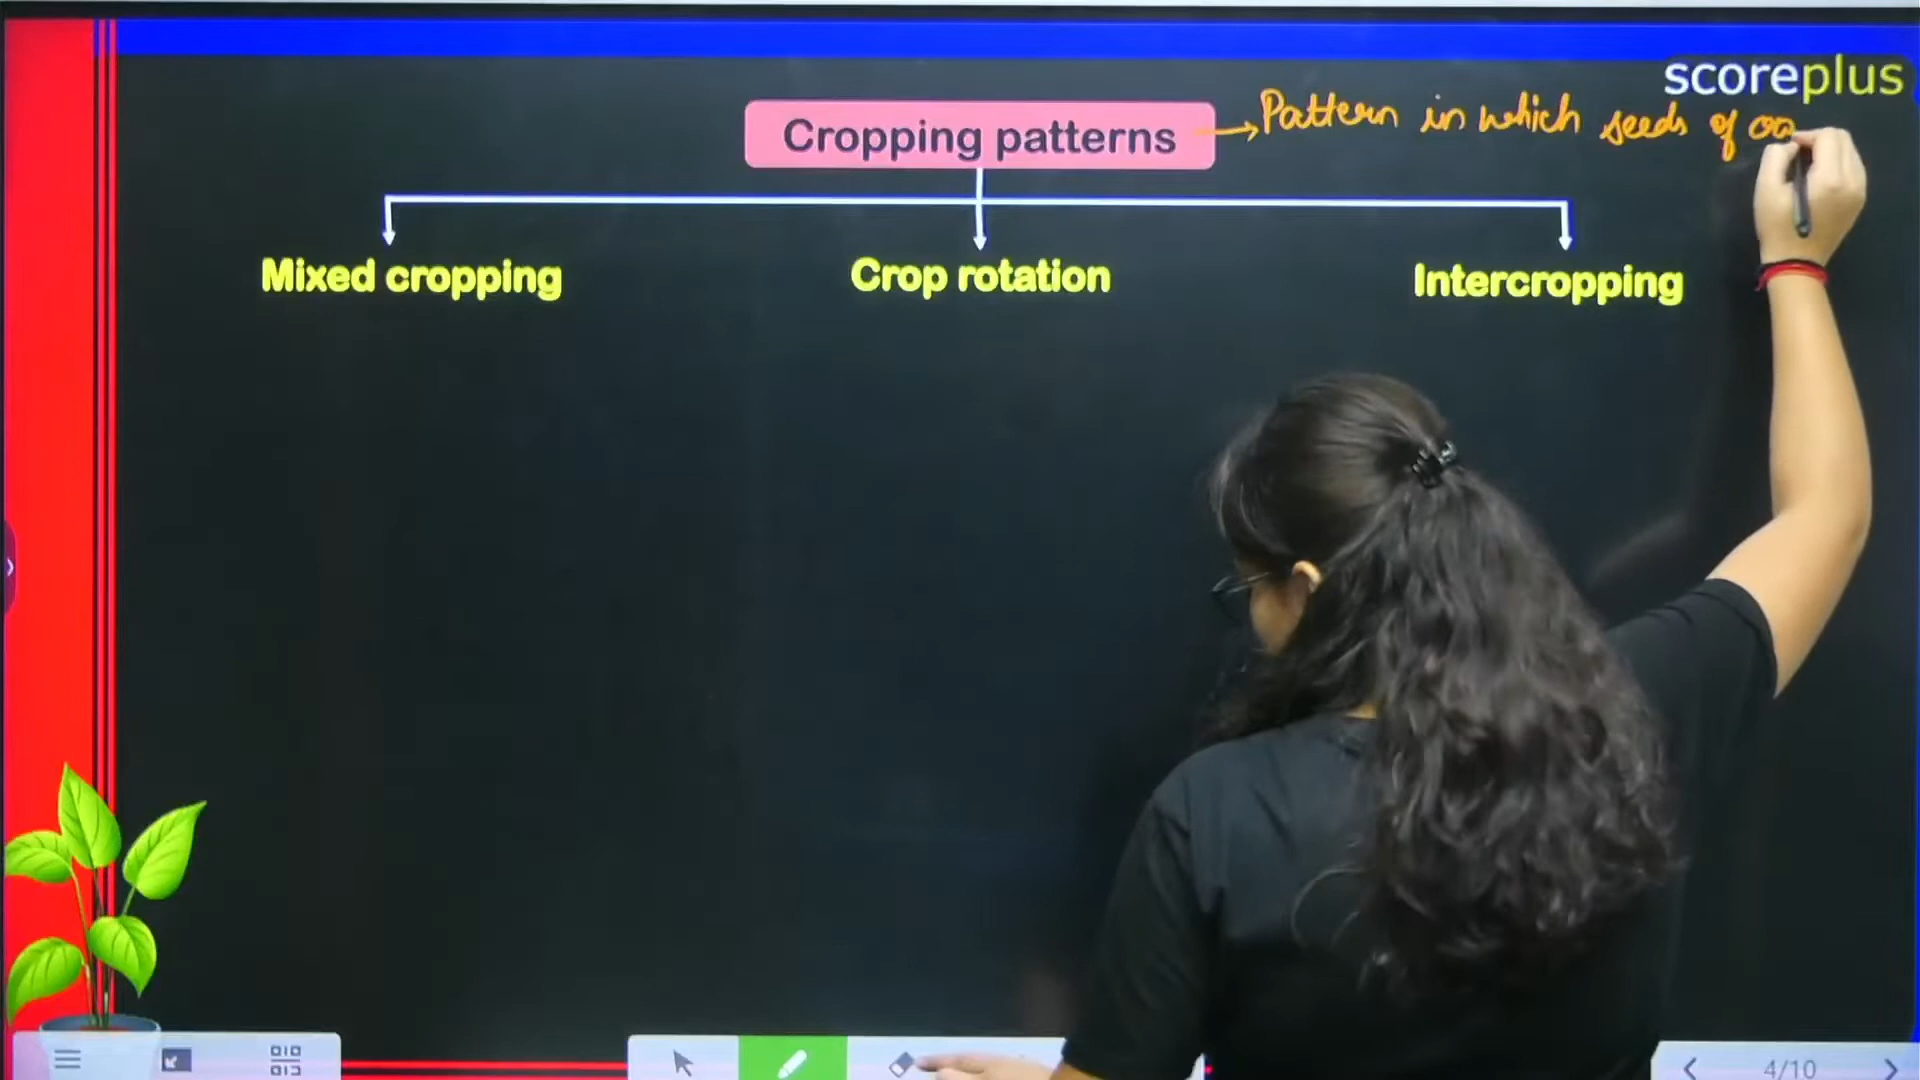 scoreplus
Cropping patterns
Pattern in which seeds of
Mixed cropping
Crop rotation
Intercropping
4/10